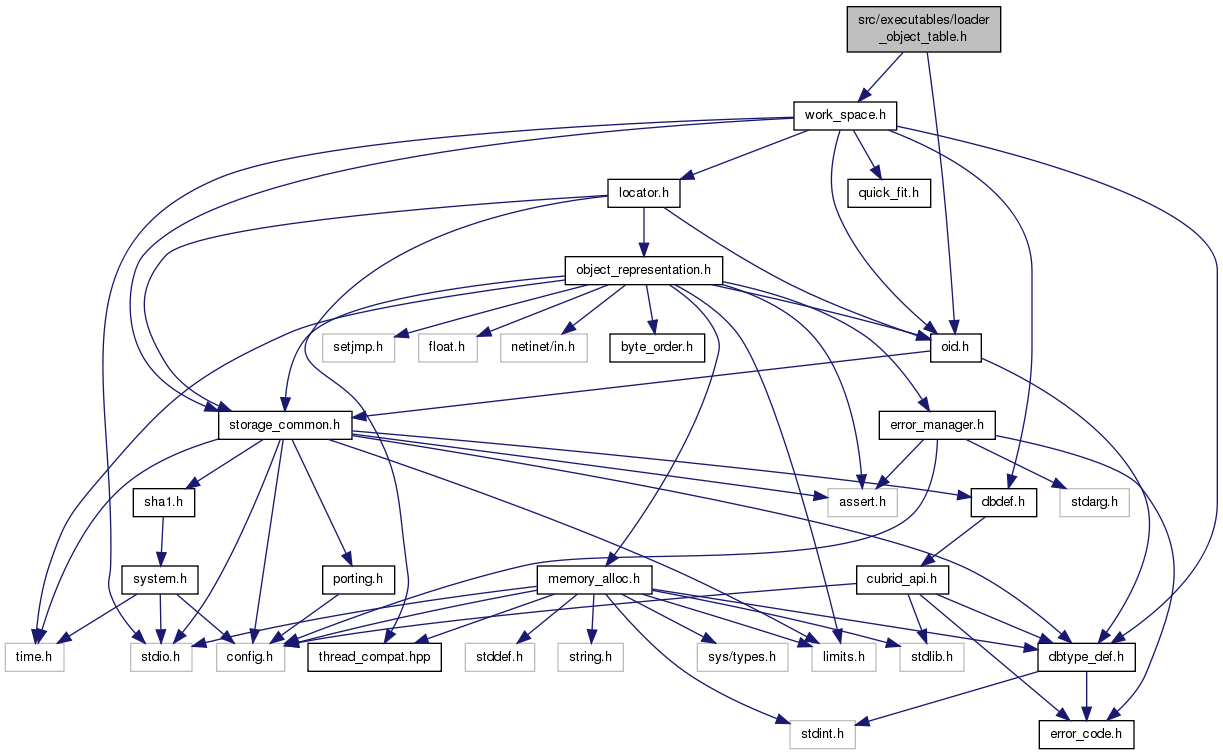 src/executables/loader
_object_table.h
work_space.h
locator.h
quick_fit.h
object_representation.h
setjmp.h
float.h
netinet/in.h
byte_order.h
oid.h
storage_common.h
error_manager.h
sha1.h
assert.h
dbdef.h
stdarg.h
system.h
porting.h
memory_alloc.h
cubrid_api.h
time.h
stdio.h
config.h
thread_compat.hpp
stddef.h
string.h
sys/types.h
limits.h
stdlib.h
dbtype_def.h
stdint.h
error_code.h